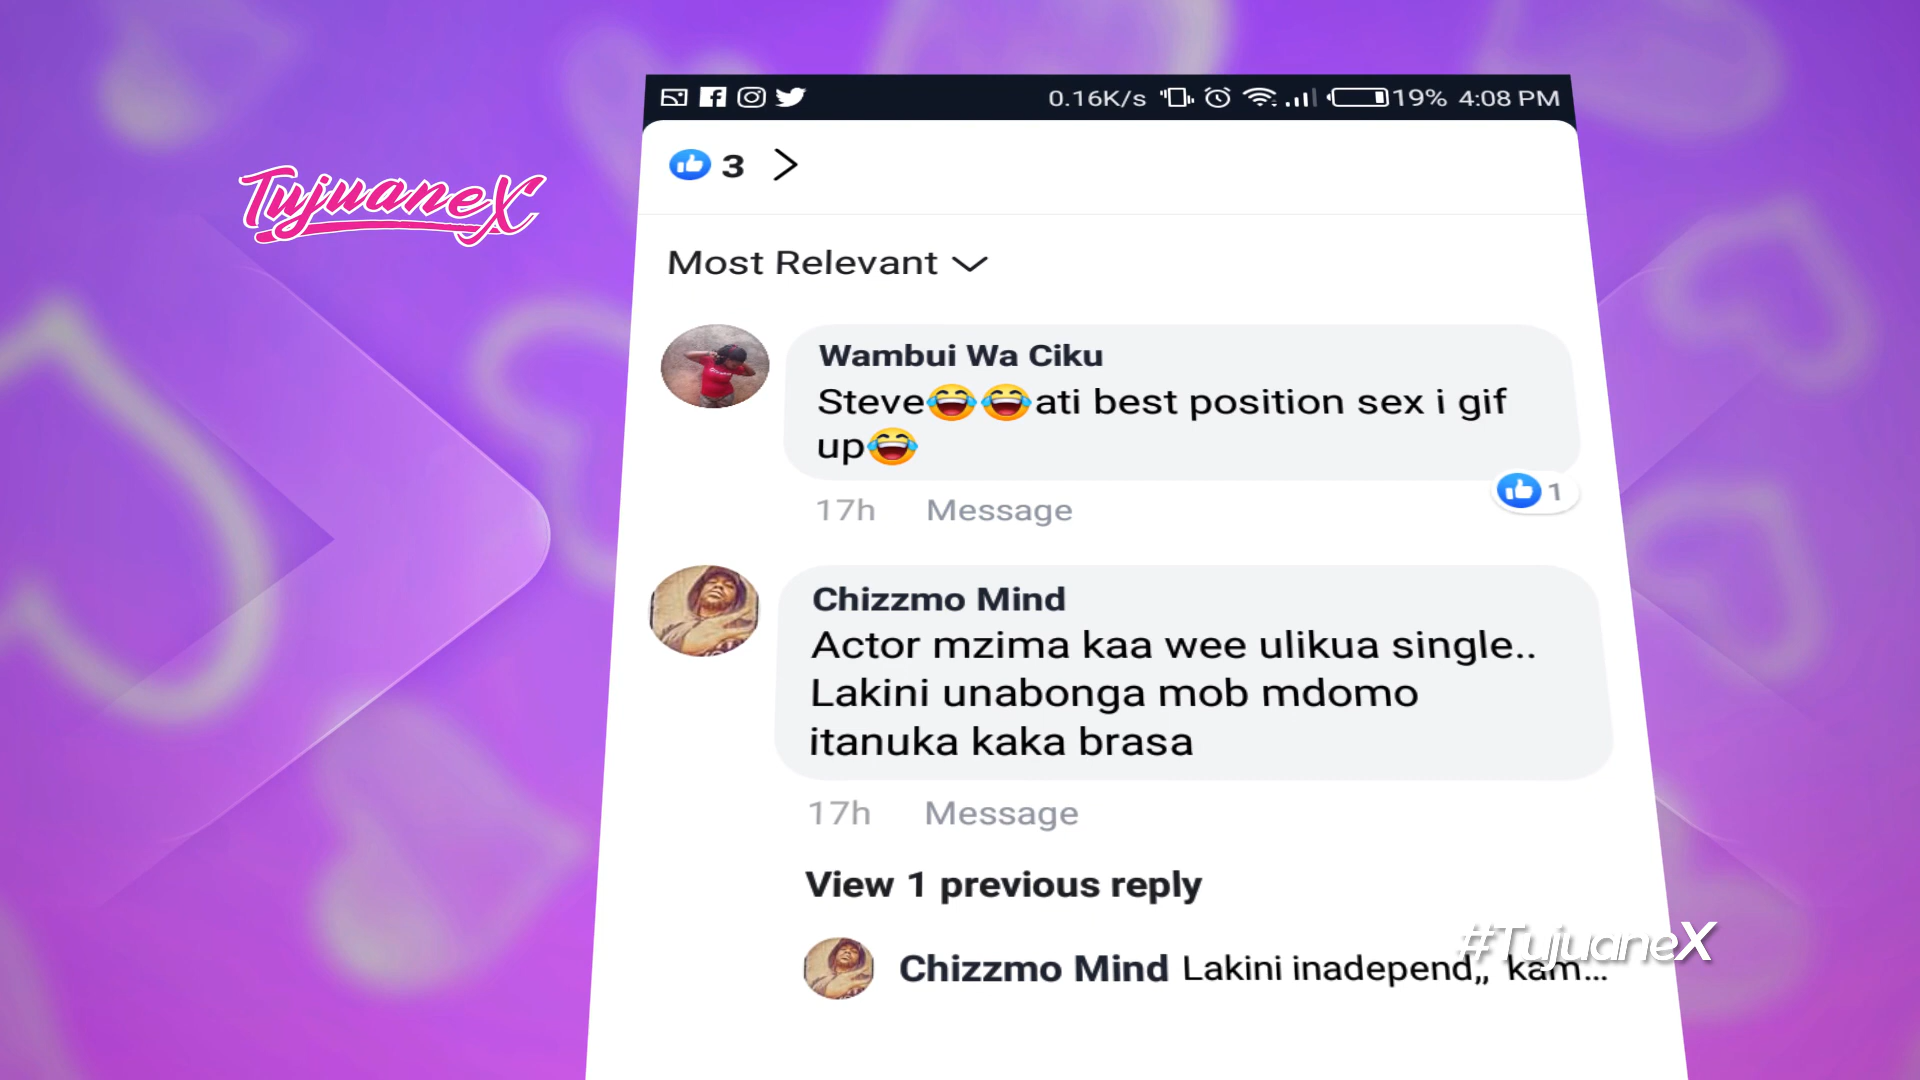 0.16K/s 19% 4:08 PM
3
TujuaneX
Most Relevant
Wambui Wa Ciku
Steve😂😂ati best position sex i gif
up😂
1
17h Message
Chizzmo Mind
Actor mzima kaa wee ulikua single..
Lakini unabonga mob mdomo
itanuka kaka brasa
17h Message
View 1 previous reply
#TujuaneX
Chizzmo Mind Lakini inadepend,, kam...